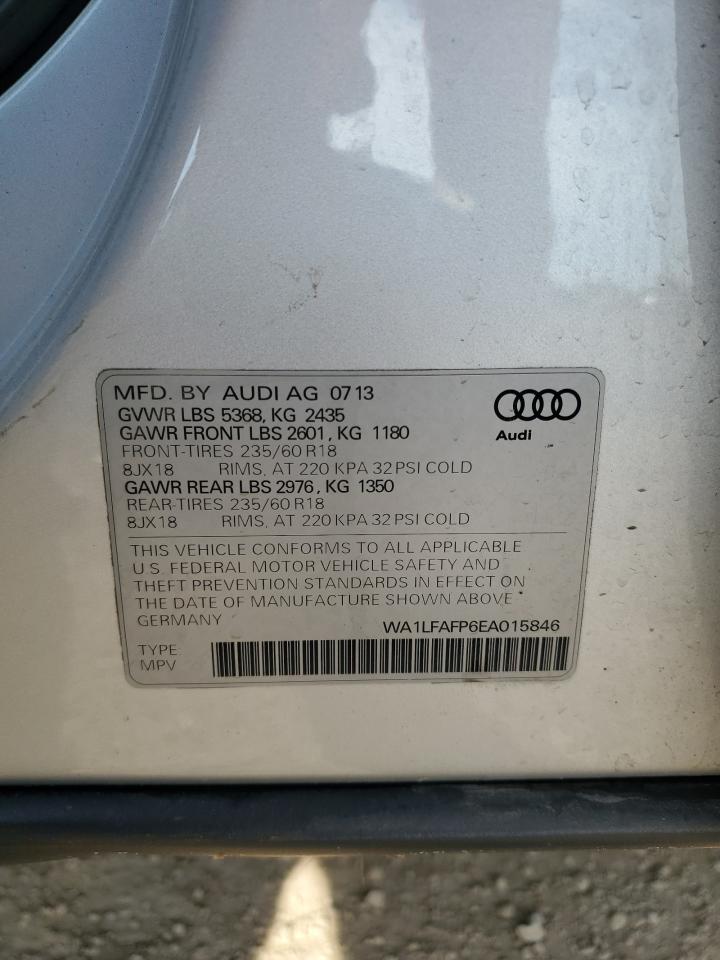 MFD. BY AUDI AG 0713
GVWR LBS 5368, KG 2435
GAWR FRONT LBS 2601, KG 1180
Audi
FRONT-TIRES 235/60 R18
8JX18 RIMS, AT 220 KPA 32 PSI COLD
GAWR REAR LBS 2976, KG 1350
REAR-TIRES 235/60 R18
8JX18 RIMS, AT 220 KPA 32 PSI COLD
THIS VEHICLE CONFORMS TO ALL APPLICABLE
U.S. FEDERAL MOTOR VEHICLE SAFETY AND
THEFT PREVENTION STANDARDS IN EFFECT ON
THE DATE OF MANUFACTURE SHOWN ABOVE
GERMANY WA1LFAFP6EA015846
TYPE
MPV